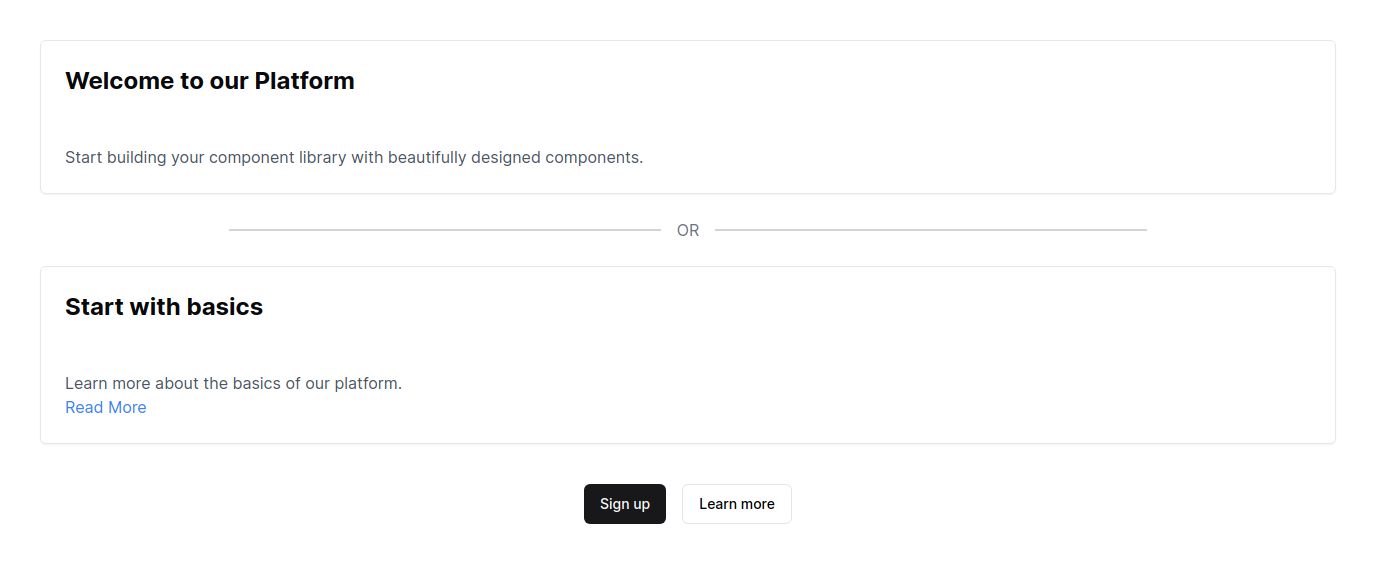 Welcome to our Platform
Start building your component library with beautifully designed components.
OR
Start with basics
Learn more about the basics of our platform.
Read More
Sign up
Learn more